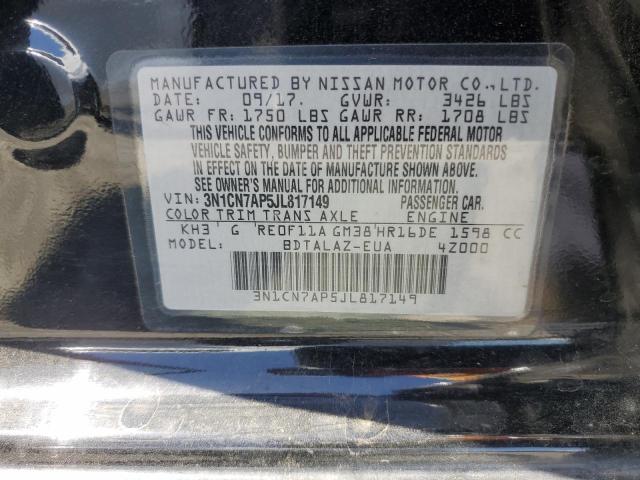 MANUFACTURED BY NISSAN MOTOR CO., LTD.
DATE: 09/17. GVWR: 3426 LBS
GAWR FR: 1750 LBS GAWR RR: 1708 LBS
THIS VEHICLE CONFORMS TO ALL APPLICABLE FEDERAL MOTOR
VEHICLE SAFETY, BUMPER AND THEFT PREVENTION STANDARDS
IN EFFECT ON THE DATE OF MANUFACTURE SHOWN ABOVE.
SEE OWNER'S MANUAL FOR ADDITIONAL INFORMATION.
VIN: 3N1CN7AP5JL817149 PASSENGER CAR.
COLOR TRIM TRANS AXLE ENGINE
KH3 G RE0F11A GM38 HR16DE 1598 CC
MODEL: BDTALAZ-EUA 4Z000
3N1CN7AP5JL817149